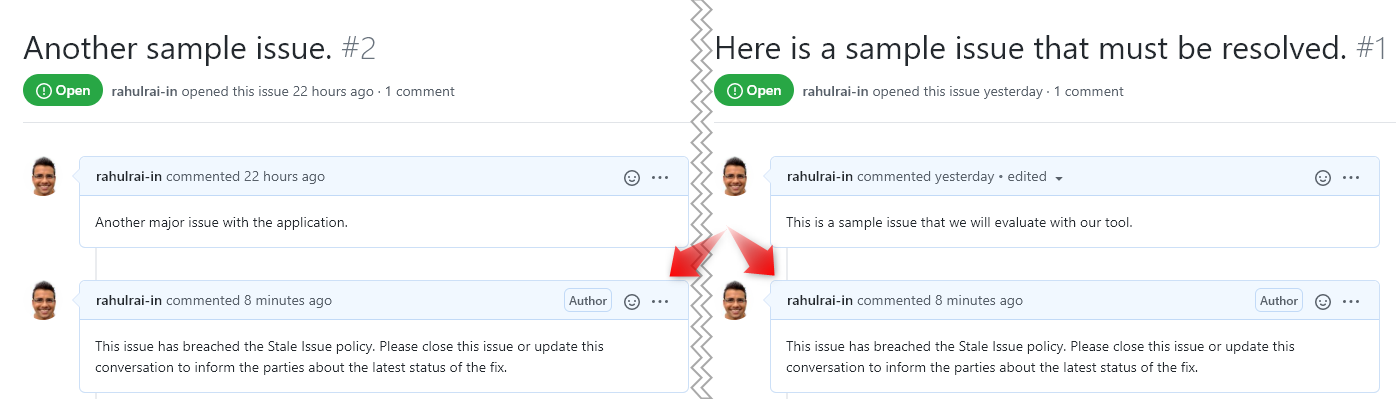 Another sample issue. #2
Open rahulrai-in opened this issue 22 hours ago · 1 comment
rahulrai-in commented 22 hours ago
Another major issue with the application.
rahulrai-in commented 8 minutes ago Author
This issue has breached the Stale Issue policy. Please close this issue or update this
conversation to inform the parties about the latest status of the fix.
Here is a sample issue that must be resolved. #1
Open rahulrai-in opened this issue yesterday · 1 comment
rahulrai-in commented yesterday • edited
This is a sample issue that we will evaluate with our tool.
rahulrai-in commented 8 minutes ago Author
This issue has breached the Stale Issue policy. Please close this issue or update this
conversation to inform the parties about the latest status of the fix.